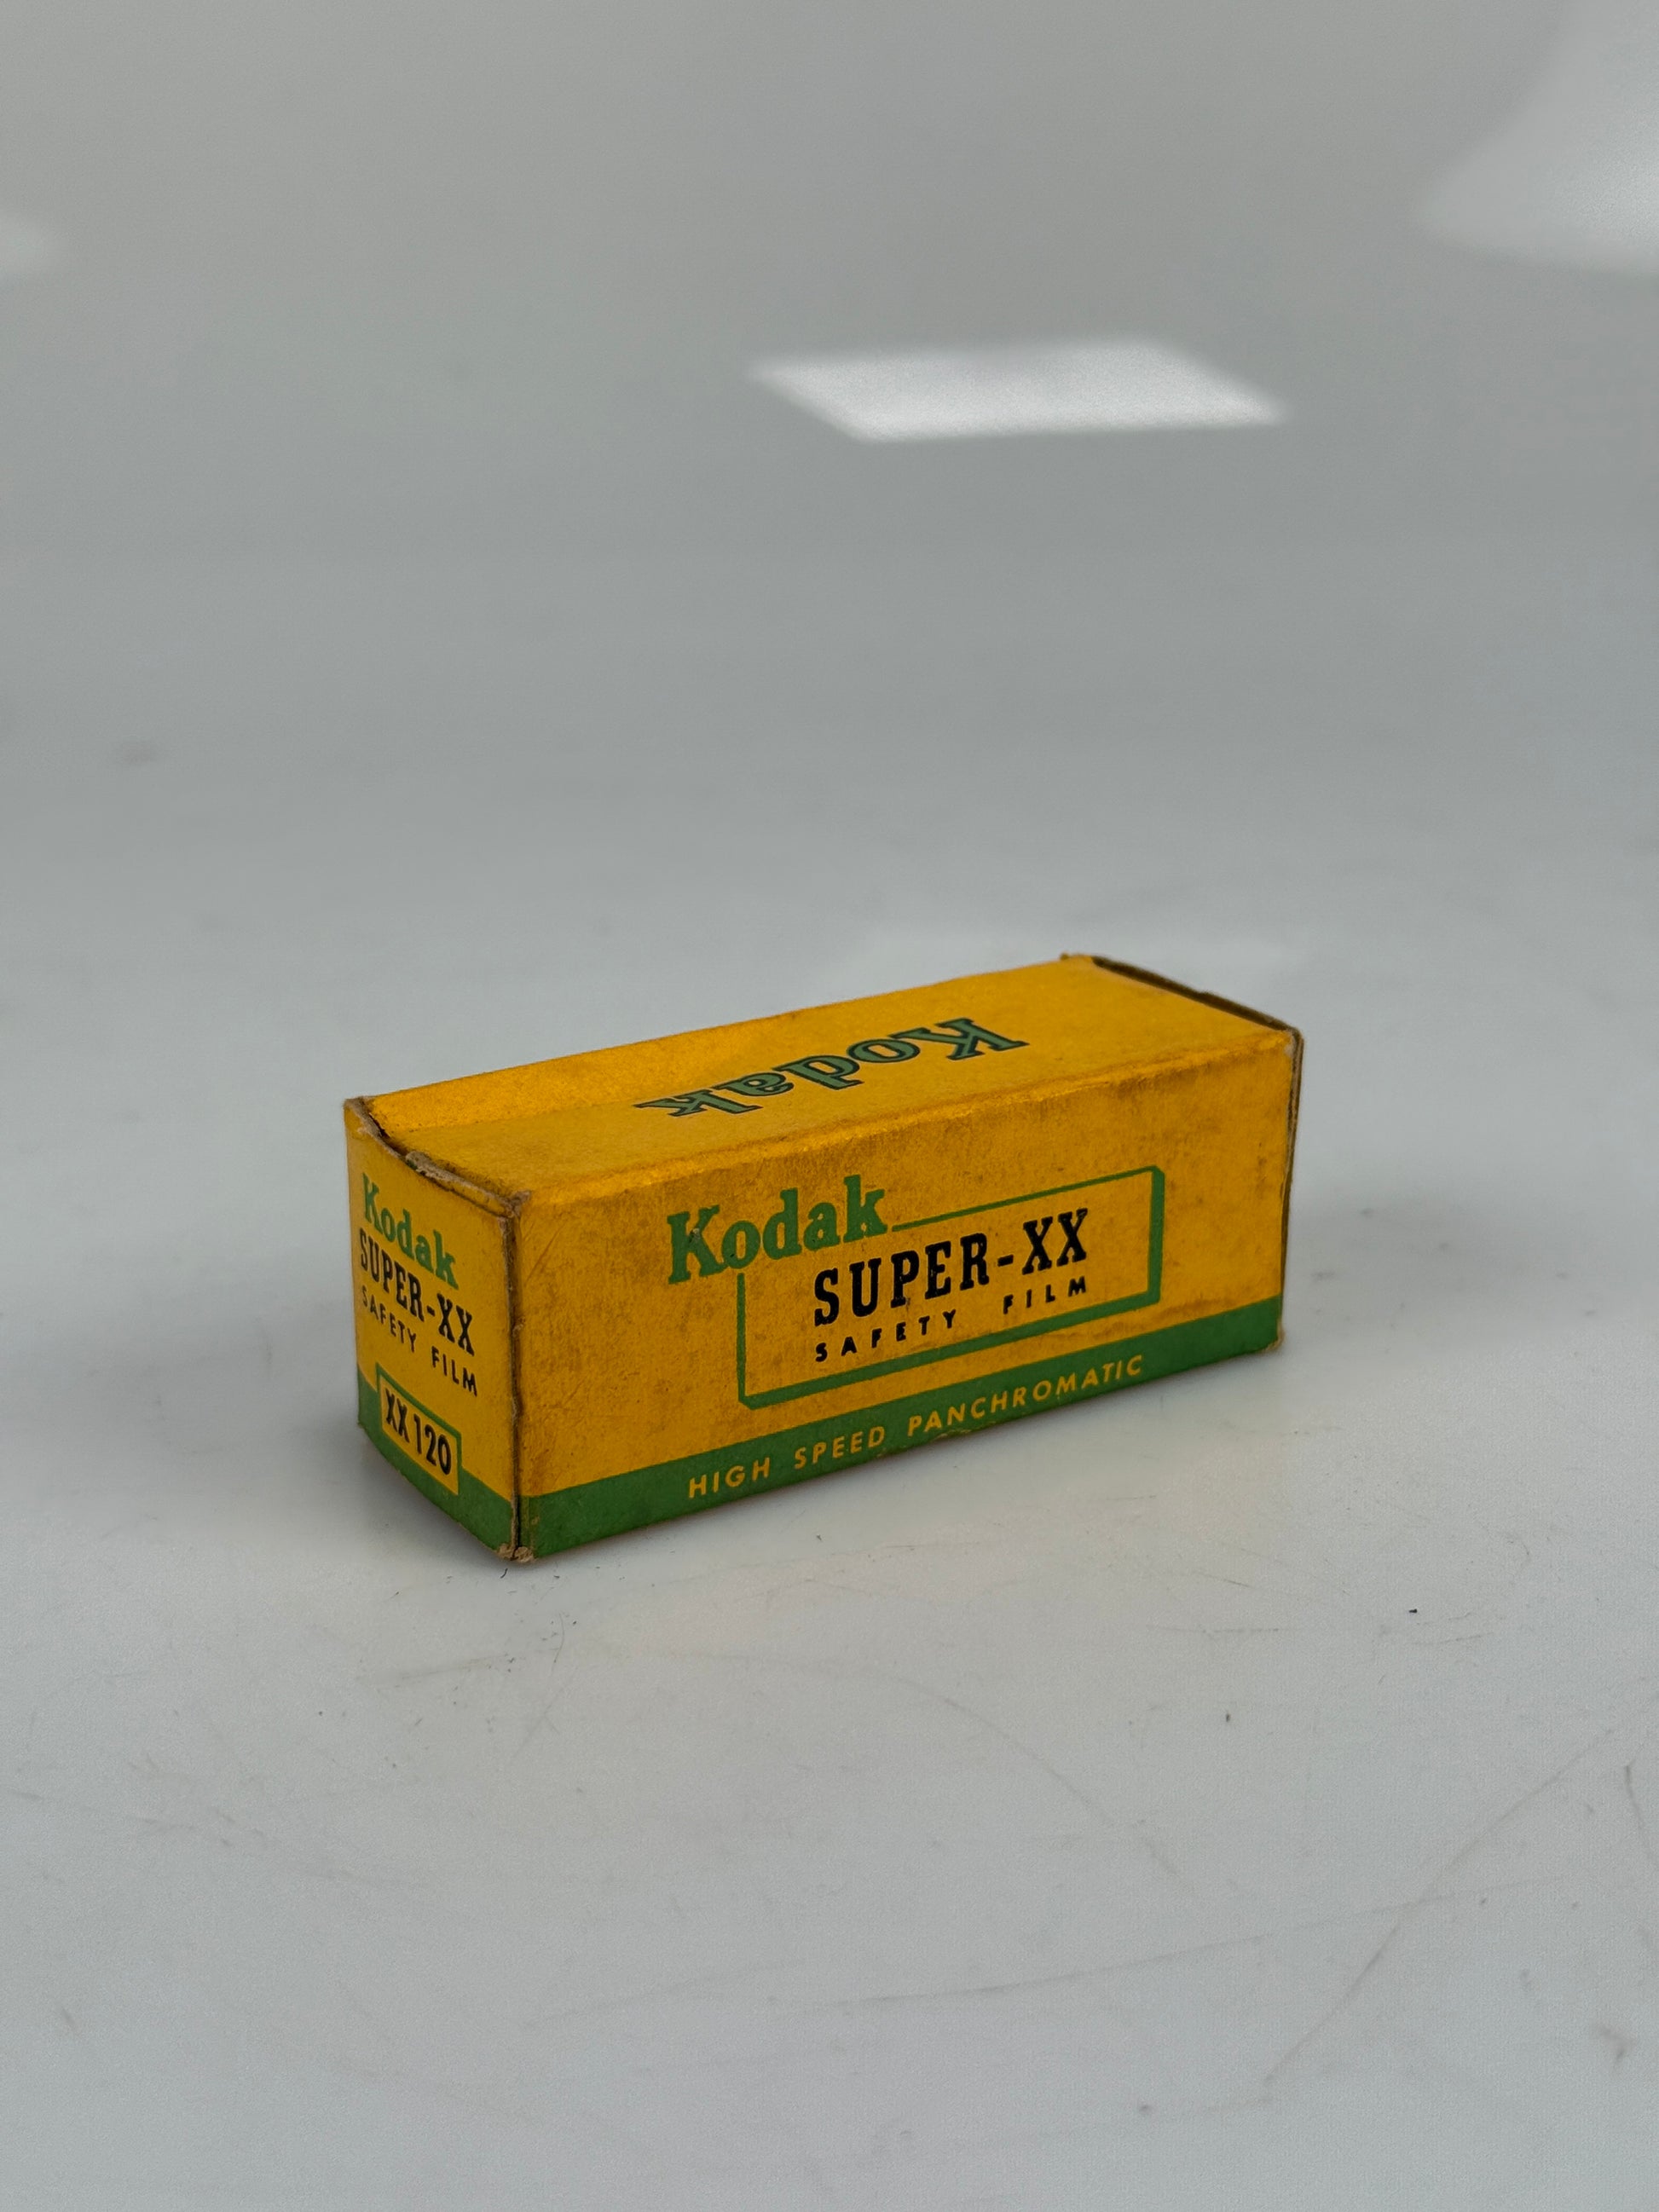 Kodak
Kodak
SUPER-XX
SAFETY FILM
XX120
Kodak
SUPER-XX
SAFETY FILM
HIGH SPEED PANCHROMATIC